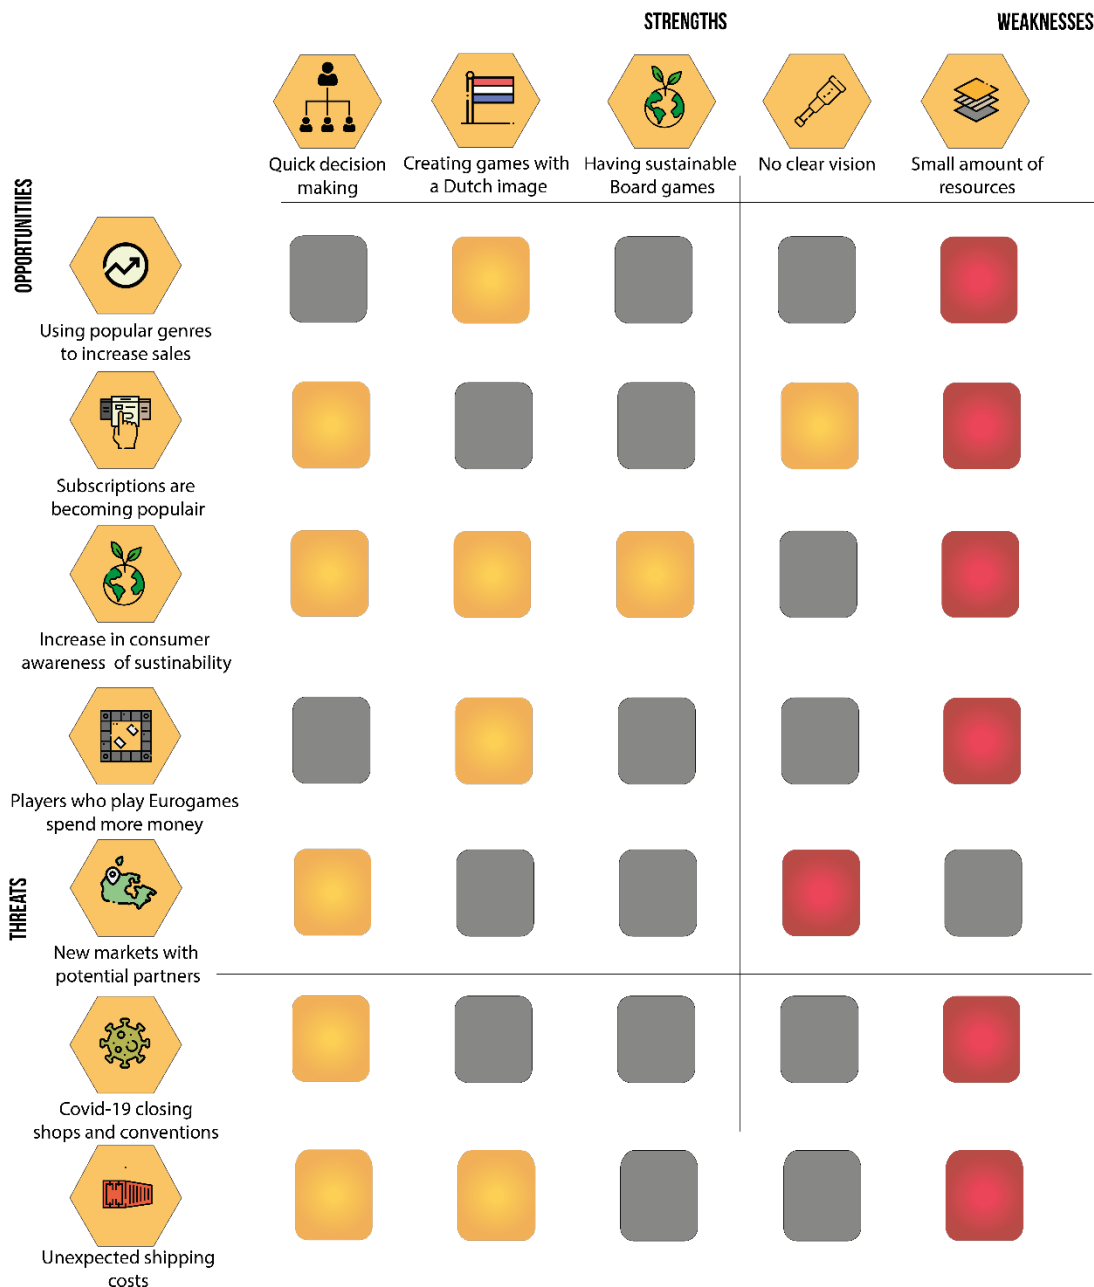 STRENGTHS
WEAKNESSES
Quick decision
making
Creating games with
a Dutch image
Having sustainable
Board games
No clear vision
Small amount of
resources
OPPORTUNITIIES
Using popular genres
to increase sales
Subscriptions are
becoming populair
Increase in consumer
awareness of sustinability
Players who play Eurogames
spend more money
THREATS
New markets with
potential partners
Covid-19 closing
shops and conventions
Unexpected shipping
costs